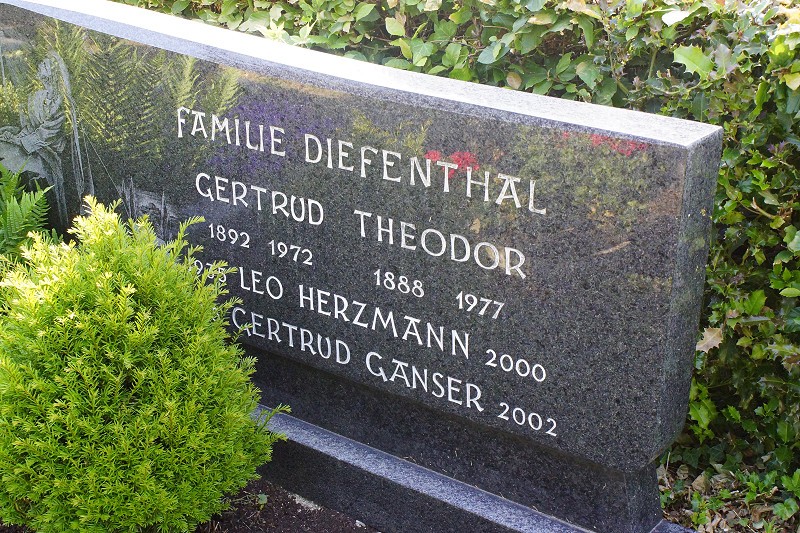 FAMILIE DIEFENTHAL
GERTRUD THEODOR
1892 1972 1888 1977
LEO HERZMANN 2000
GERTRUD GANSER 2002